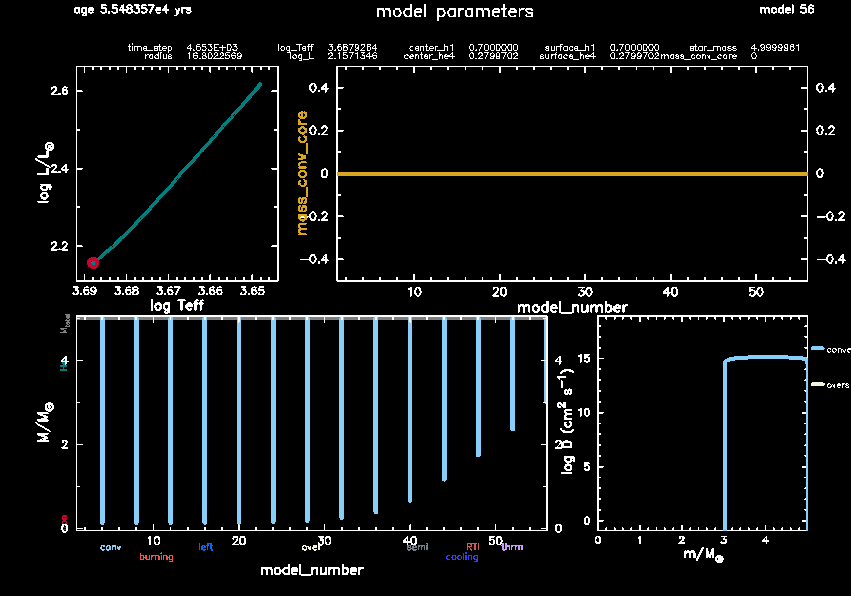 age 5.548357e4 yrs model parameters model 56
time_step 4.653E+03 log_Teff 3.6879284 center_h1 0.7000000 surface_h1 0.7000000 star_mass 4.9999961
radius 16.8022569 log_L 2.1571346 center_he4 0.2799702 surface_he4 0.2799702 mass_conv_core 0
log L/L⊙
2.6
2.4
2.2
3.69 3.68 3.67 3.66 3.65
log Teff
mass_conv_core
0.4 0.4
0.2 0.2
0 0
−0.2 −0.2
−0.4 −0.4
10 20 30 40 50
model_number
M/M⊙
Mtotal
4 4
2 2
0 0
10 20 30 40 50
conv left over semi RTI thrm
burning cooling
model_number
log D (cm² s⁻¹)
15
10
5
0
0 1 2 3 4
m/M⊙
conve
overs